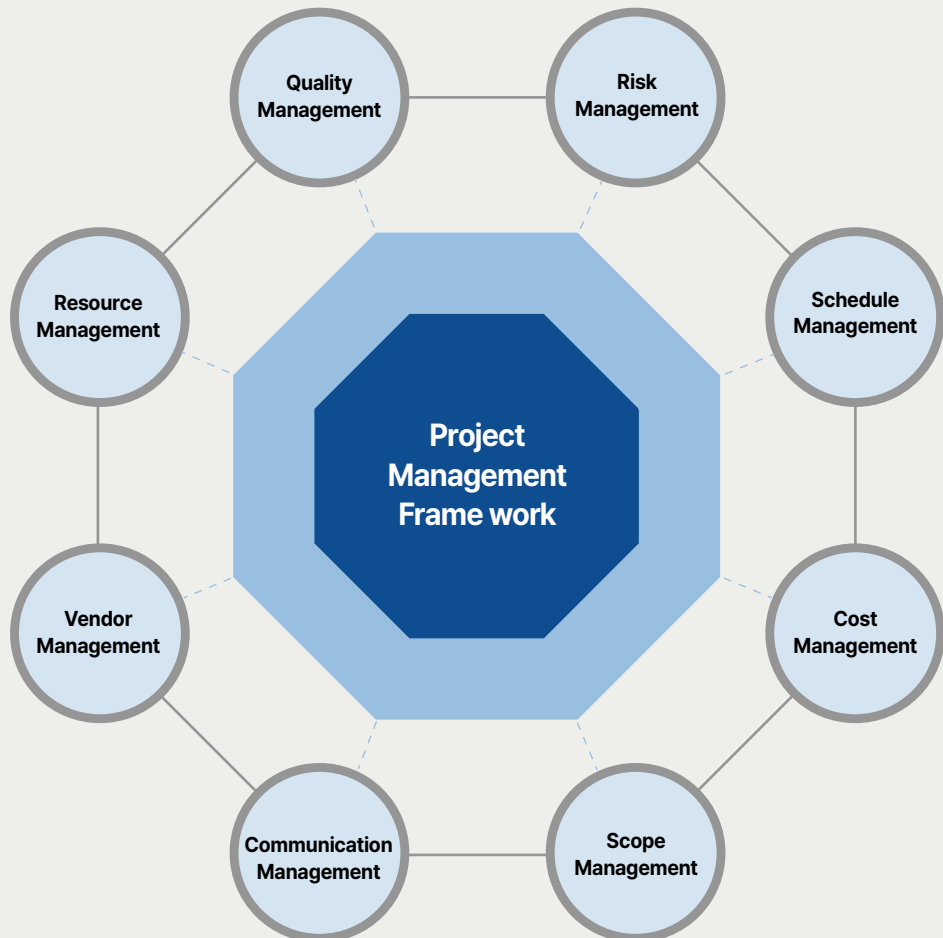 Quality
Management
Risk
Management
Resource
Management
Schedule
Management
Project
Management
Frame work
Vendor
Management
Cost
Management
Communication
Management
Scope
Management